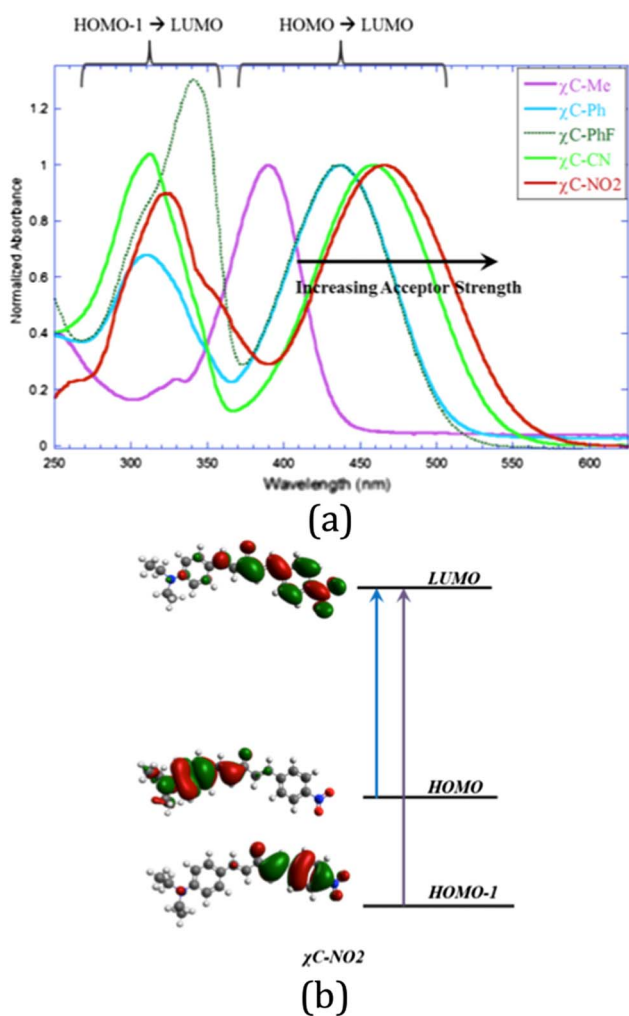 HOMO-1 → LUMO HOMO → LUMO
1.2
1
0.8
0.6
0.4
0.2
0
Normalized Absorbance
χC-Me
χC-Ph
χC-PhF
χC-CN
χC-NO2
Increasing Acceptor Strength
250 300 350 400 450 500 550 600
Wavelength (nm)
(a)
LUMO
HOMO
HOMO-1
χC-NO2
(b)